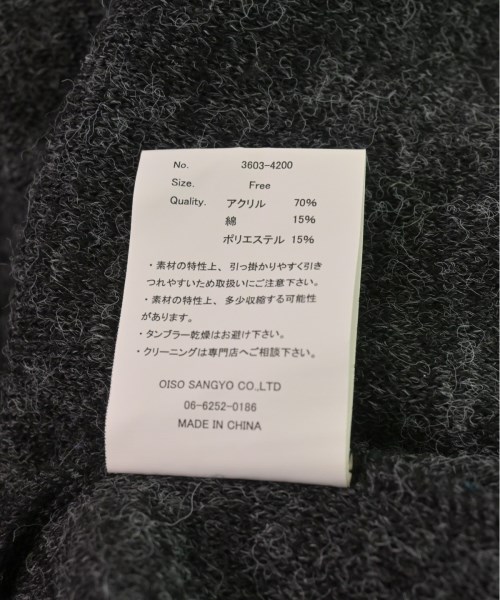 No. 3603-4200
Size. Free
Quality. アクリル 70%
綿 15%
ポリエステル 15%
・素材の特性上、引っ掛かりやすく引き
つれやすいため取扱いにご注意下さい。
・素材の特性上、多少収縮する可能性
があります。
・タンブラー乾燥はお避け下さい。
・クリーニングは専門店へご相談下さい。
OISO SANGYO CO.,LTD
06-6252-0186
MADE IN CHINA